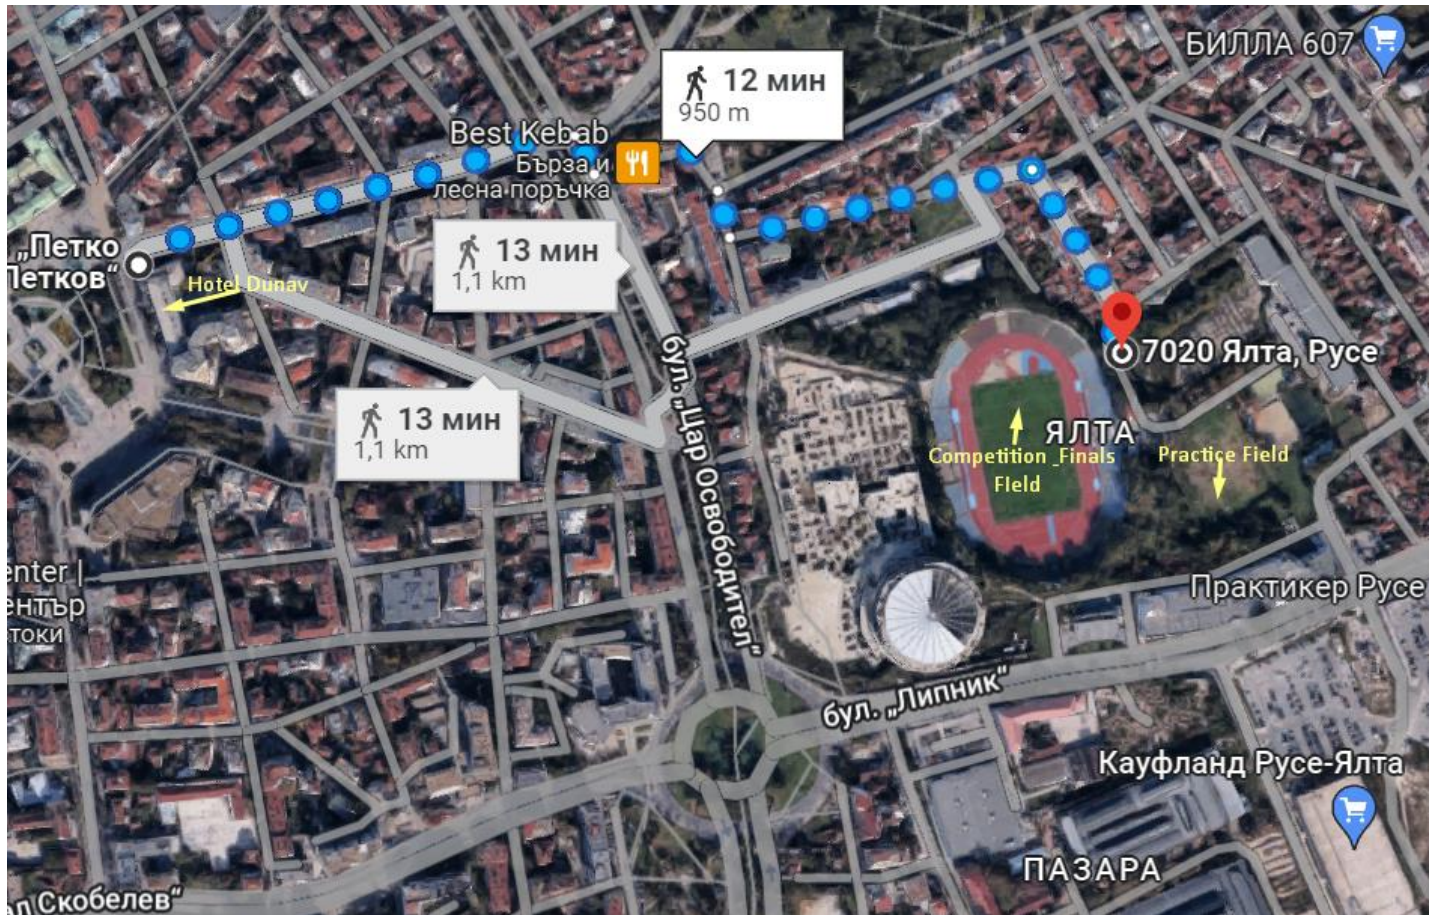 БИЛЛА 607
12 мин
950 m
Best Kebab
Бърза и
лесна поръчка
„Петко
Петков“
Hotel Dunav
13 мин
1,1 km
13 мин
1,1 km
бул. „Цар Освободител“
7020 Ялта, Русе
ЯЛТА
Competition _Finals
FIeld
Practice Field
enter |
ентър
стоки
Практикер Русе
бул. „Липник“
Кауфланд Русе-Ялта
ПАЗАРА
ал Скобелев“